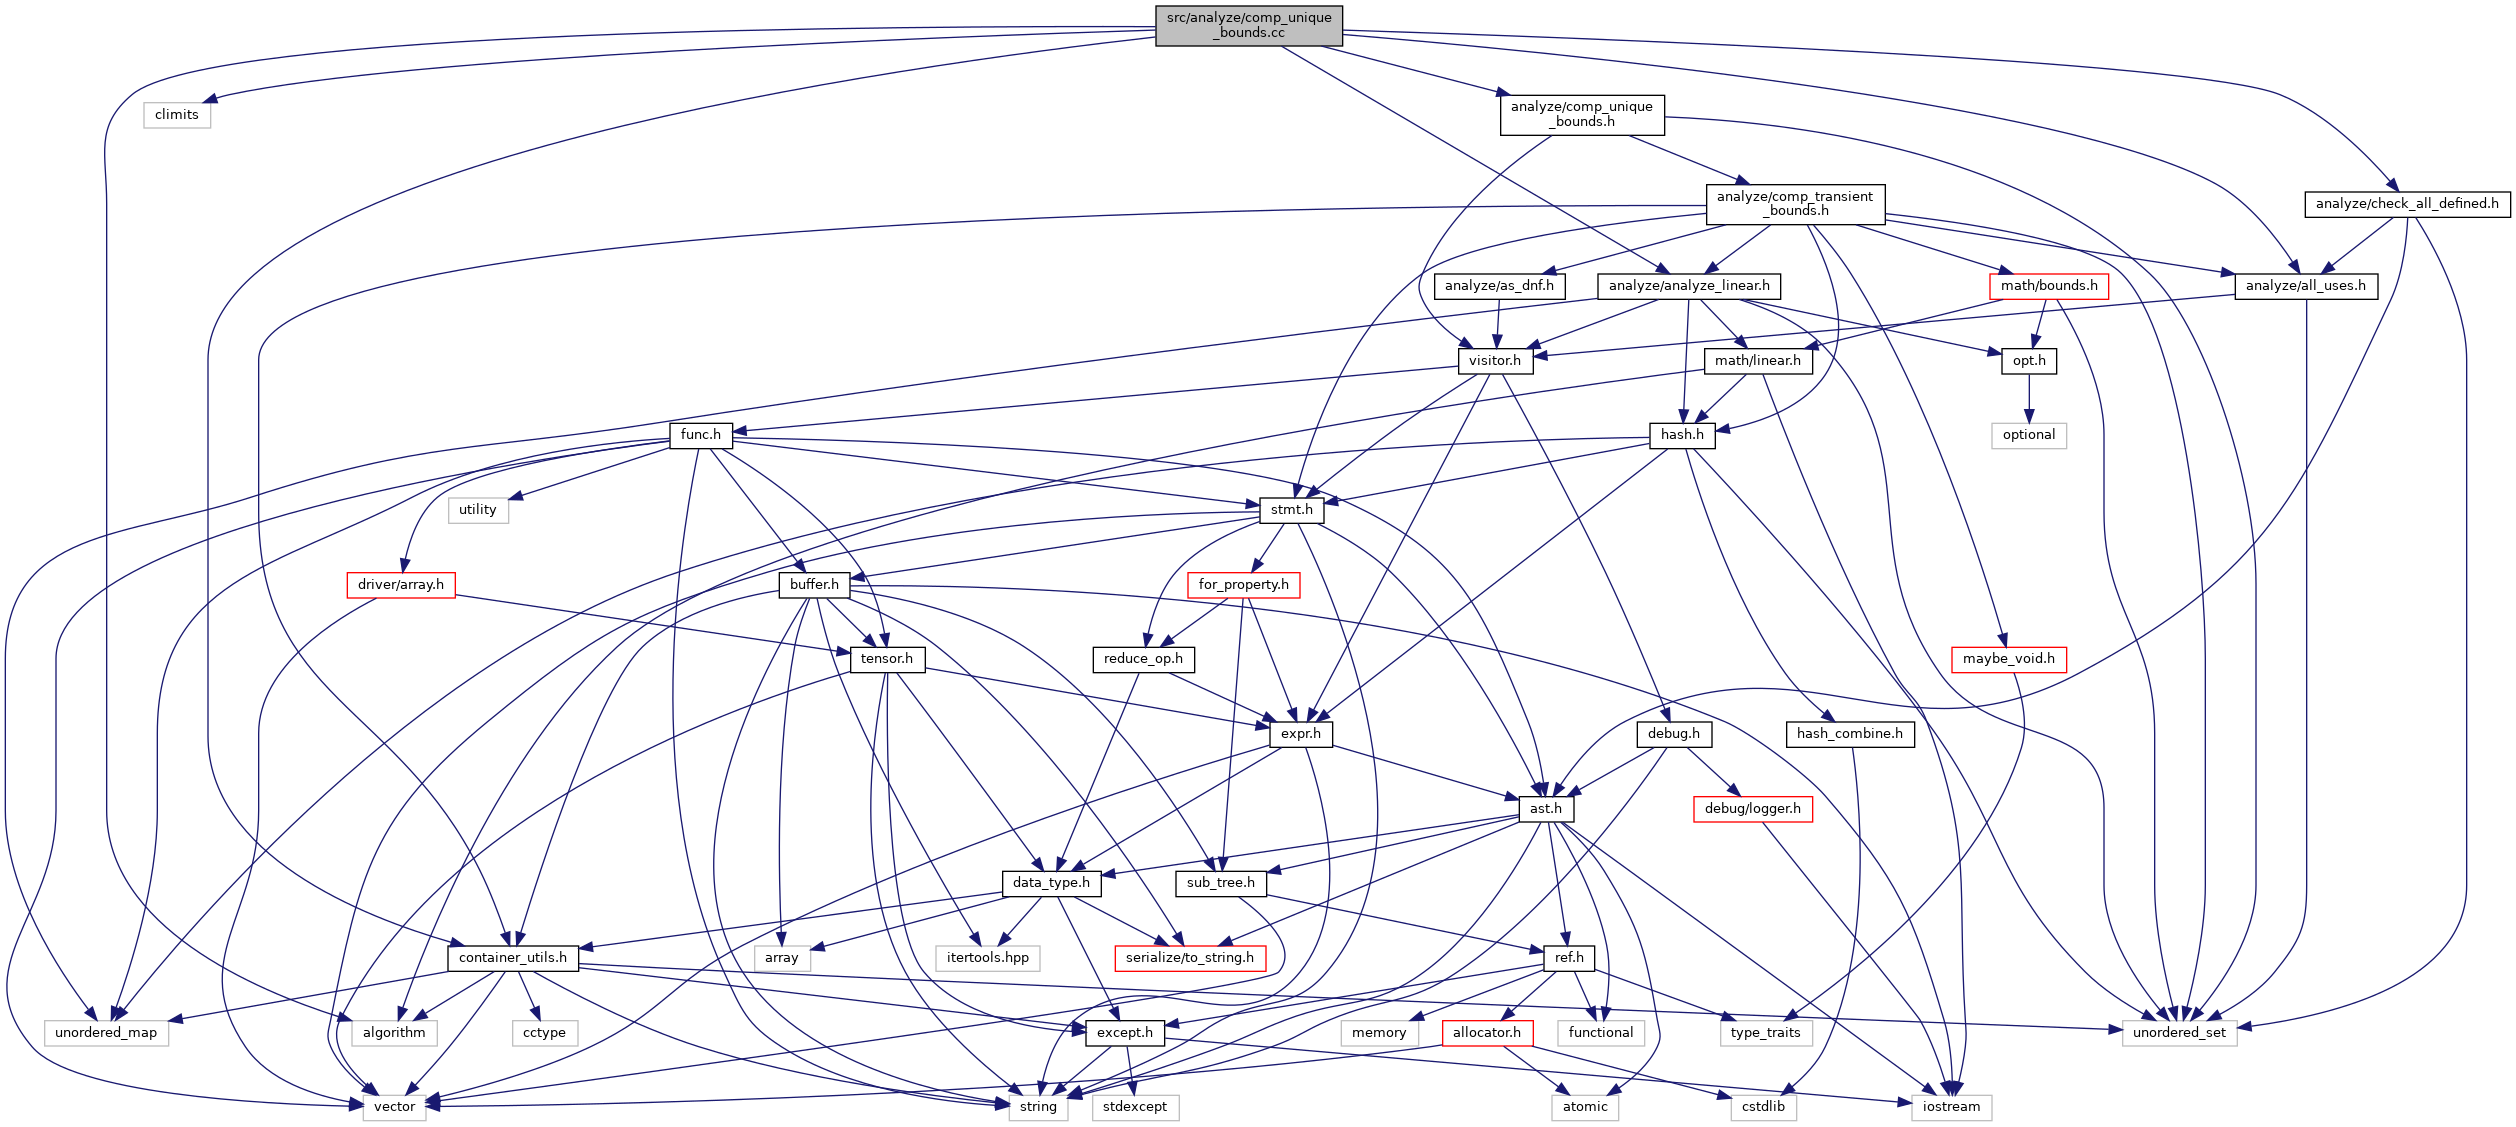 src/analyze/comp_unique
_bounds.cc
climits
analyze/comp_unique
_bounds.h
analyze/comp_transient
_bounds.h
analyze/check_all_defined.h
analyze/as_dnf.h
analyze/analyze_linear.h
math/bounds.h
analyze/all_uses.h
visitor.h
math/linear.h
opt.h
func.h
hash.h
optional
utility
stmt.h
driver/array.h
buffer.h
for_property.h
tensor.h
reduce_op.h
maybe_void.h
expr.h
debug.h
hash_combine.h
ast.h
debug/logger.h
data_type.h
sub_tree.h
container_utils.h
array
itertools.hpp
serialize/to_string.h
ref.h
unordered_map
algorithm
cctype
except.h
memory
allocator.h
functional
type_traits
unordered_set
vector
string
stdexcept
atomic
cstdlib
iostream